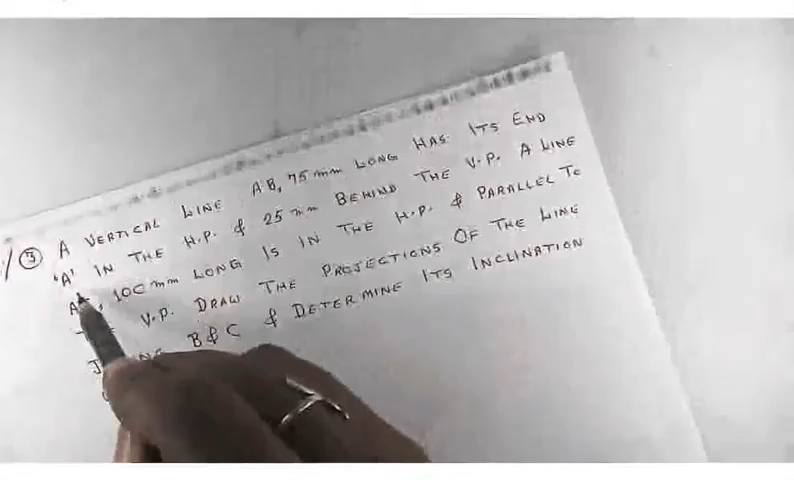 ③ A VERTICAL LINE AB, 75 mm LONG HAS ITS END
'A' IN THE H.P. & 25 mm BEHIND THE V.P. A LINE
100 mm LONG IS IN THE H.P. & PARALLEL TO
V.P. DRAW THE PROJECTIONS OF THE LINE
B & C & DETERMINE ITS INCLINATION